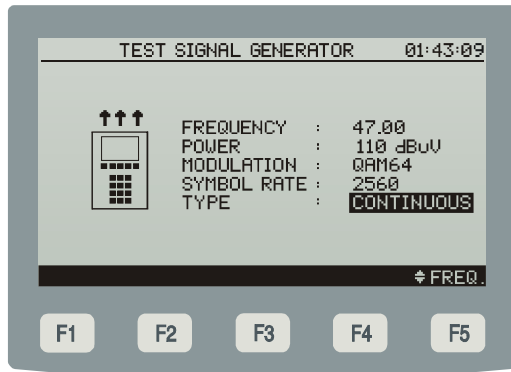 TEST SIGNAL GENERATOR 01:43:09
FREQUENCY : 47.00
POWER : 110 dBuV
MODULATION : QAM64
SYMBOL RATE : 2560
TYPE : CONTINUOUS
FREQ.
F1 F2 F3 F4 F5